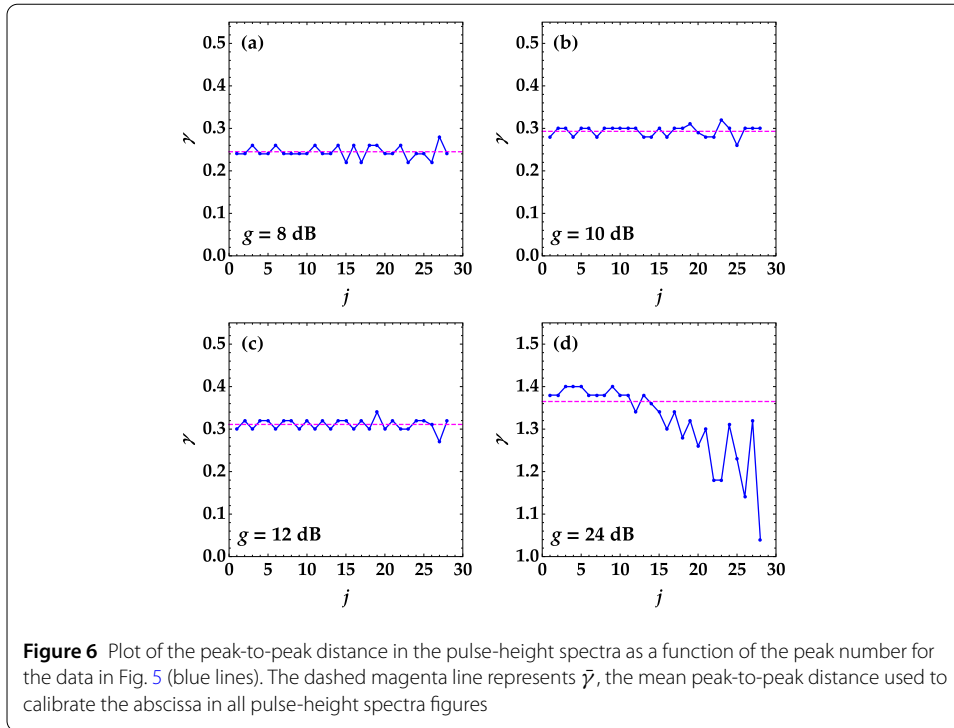 (a)
0.5
0.4
0.3
0.2
0.1
0.0
γ
g = 8 dB
0 5 10 15 20 25 30
j
(b)
0.5
0.4
0.3
0.2
0.1
0.0
γ
g = 10 dB
0 5 10 15 20 25 30
j
(c)
0.5
0.4
0.3
0.2
0.1
0.0
γ
g = 12 dB
0 5 10 15 20 25 30
j
(d)
1.5
1.4
1.3
1.2
1.1
1.0
γ
g = 24 dB
0 5 10 15 20 25 30
j
Figure 6 Plot of the peak-to-peak distance in the pulse-height spectra as a function of the peak number for
the data in Fig. 5 (blue lines). The dashed magenta line represents γ̄, the mean peak-to-peak distance used to
calibrate the abscissa in all pulse-height spectra figures